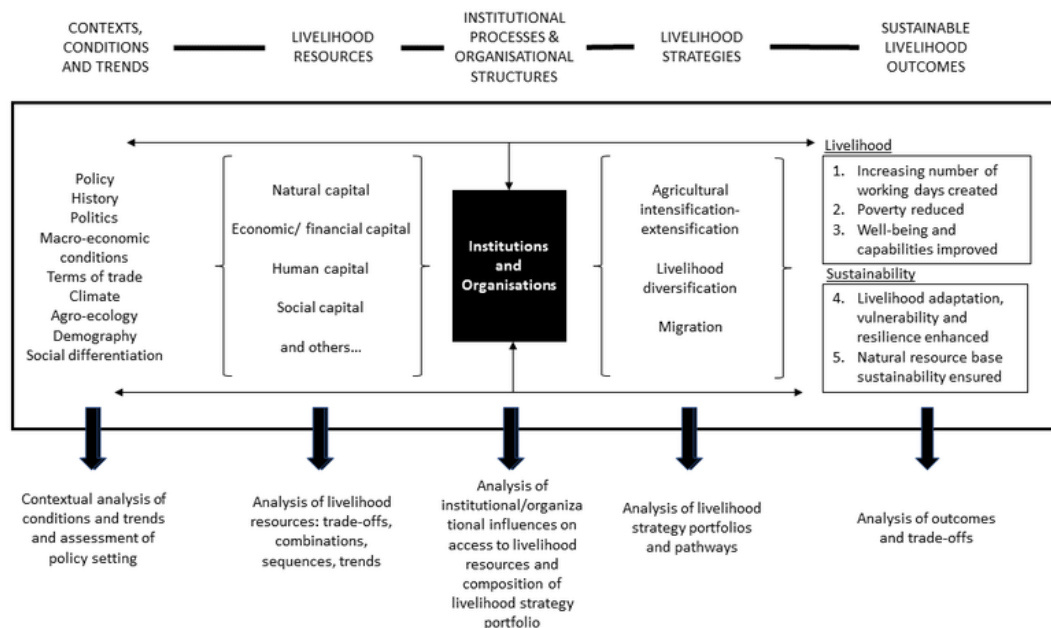 CONTEXTS,
CONDITIONS
AND TRENDS
LIVELIHOOD
RESOURCES
INSTITUTIONAL
PROCESSES &
ORGANISATIONAL
STRUCTURES
LIVELIHOOD
STRATEGIES
SUSTAINABLE
LIVELIHOOD
OUTCOMES
Policy
History
Politics
Macro-economic
conditions
Terms of trade
Climate
Agro-ecology
Demography
Social differentiation
Natural capital
Economic/ financial capital
Human capital
Social capital
and others...
Institutions
and
Organisations
Agricultural
intensification-
extensification
Livelihood
diversification
Migration
Livelihood
1. Increasing number of
working days created
2. Poverty reduced
3. Well-being and
capabilities improved
Sustainability
4. Livelihood adaptation,
vulnerability and
resilience enhanced
5. Natural resource base
sustainability ensured
Contextual analysis of
conditions and trends
and assessment of
policy setting
Analysis of livelihood
resources: trade-offs,
combinations,
sequences, trends
Analysis of
institutional/organiza
tional influences on
access to livelihood
resources and
composition of
livelihood strategy
portfolio
Analysis of livelihood
strategy portfolios
and pathways
Analysis of outcomes
and trade-offs